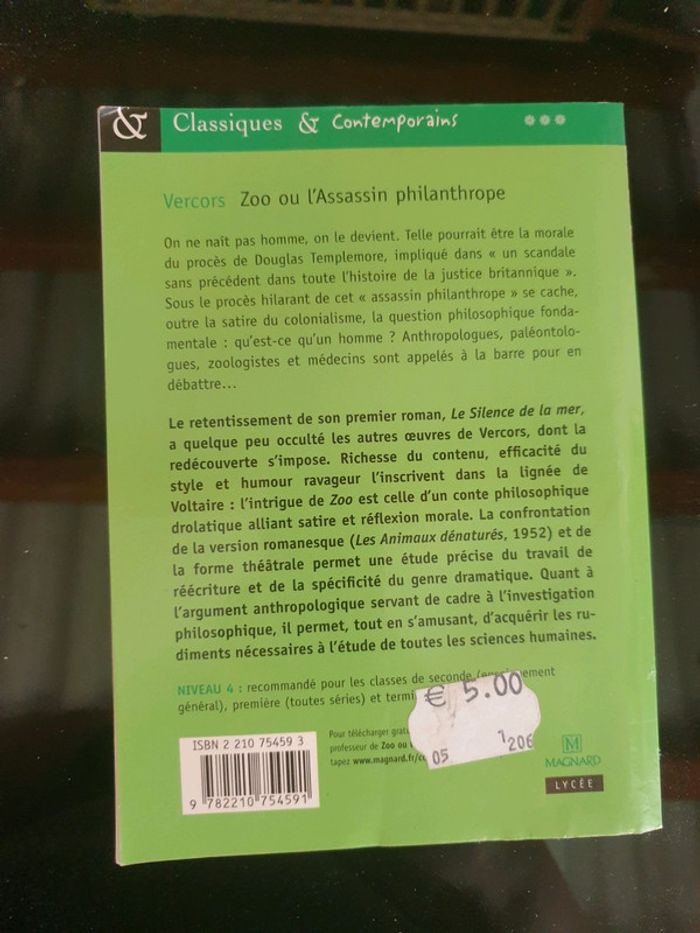 & Classiques & Contemporains
Vercors Zoo ou l'Assassin philanthrope
On ne naît pas homme, on le devient. Telle pourrait être la morale
du procès de Douglas Templemore, impliqué dans « un scandale
sans précédent dans toute l'histoire de la justice britannique ».
Sous le procès hilarant de cet « assassin philanthrope » se cache,
outre la satire du colonialisme, la question philosophique fonda-
mentale : qu'est-ce qu'un homme ? Anthropologues, paléontolo-
gues, zoologistes et médecins sont appelés à la barre pour en
débattre...
Le retentissement de son premier roman, Le Silence de la mer,
a quelque peu occulté les autres œuvres de Vercors, dont la
redécouverte s'impose. Richesse du contenu, efficacité du
style et humour ravageur l'inscrivent dans la lignée de
Voltaire : l'intrigue de Zoo est celle d'un conte philosophique
drolatique alliant satire et réflexion morale. La confrontation
de la version romanesque (Les Animaux dénaturés, 1952) et de
la forme théâtrale permet une étude précise du travail de
réécriture et de la spécificité du genre dramatique. Quant à
l'argument anthropologique servant de cadre à l'investigation
philosophique, il permet, tout en s'amusant, d'acquérir les ru-
diments nécessaires à l'étude de toutes les sciences humaines.
NIVEAU 4 : recommandé pour les classes de seconde
général), première (toutes séries) et
€ 5.00
05 1206
ISBN 2 210 75459 3
9 782210 754591
Pour télécharger
professeur de Zoo ou
tapez
MAGNARD
LYCÉE